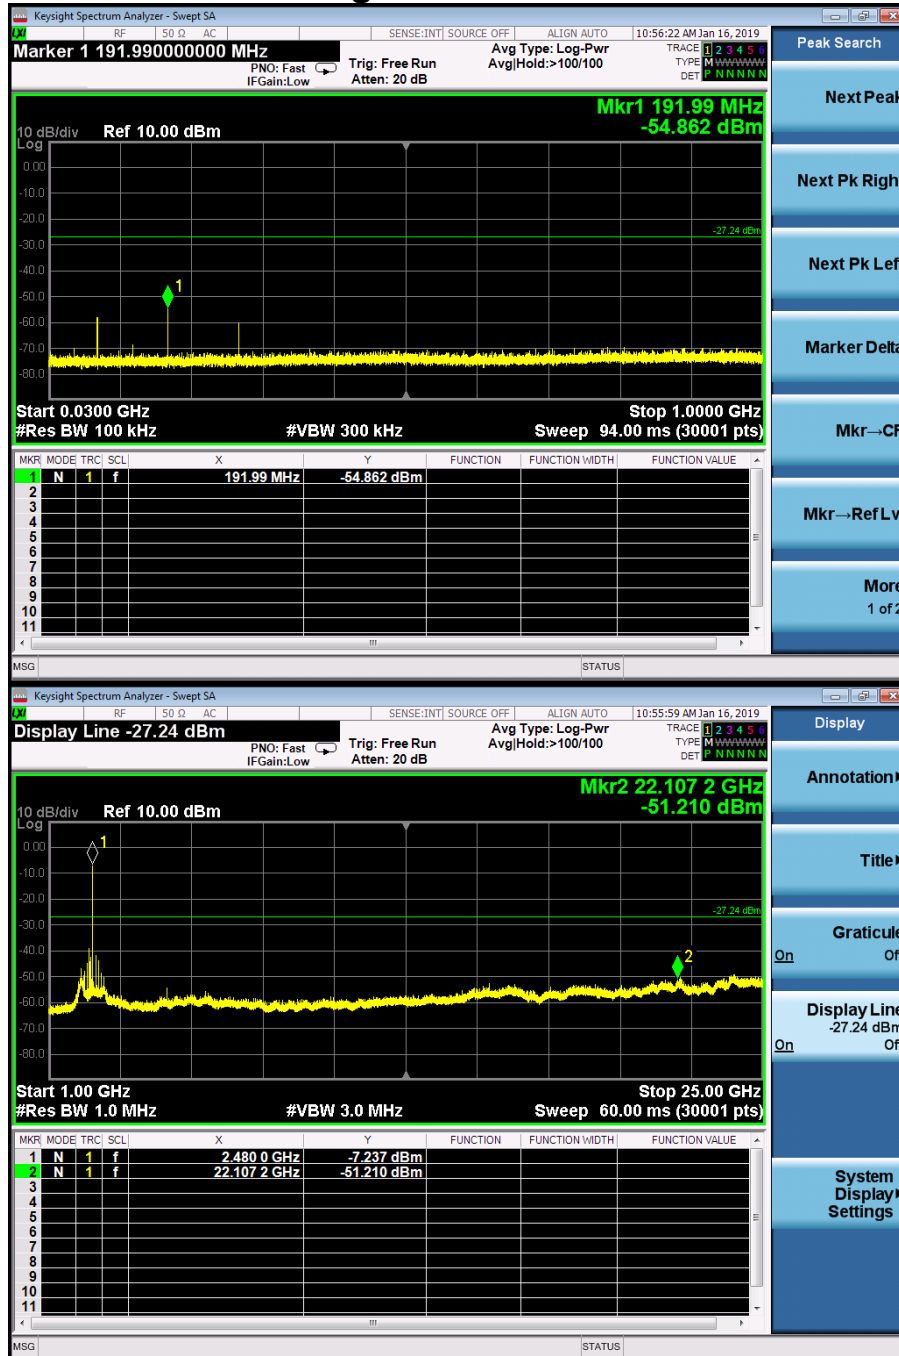 Keysight Spectrum Analyzer - Swept SA
LXI RF 50 Ω AC SENSE:INT SOURCE OFF ALIGN AUTO 10:56:22 AM Jan 16, 2019
Marker 1 191.990000000 MHz
Avg Type: Log-Pwr
TRACE 1 2 3 4 5 6
PNO: Fast Trig: Free Run Avg|Hold:>100/100 TYPE M WWWWW
IFGain:Low Atten: 20 dB DET P N N N N N
Mkr1 191.99 MHz
-54.862 dBm
10 dB/div Ref 10.00 dBm
Log
0.00
-10.0
-20.0
-27.24 dBm
-30.0
-40.0
1
-50.0
-60.0
-70.0
-80.0
Start 0.0300 GHz Stop 1.0000 GHz
#Res BW 100 kHz #VBW 300 kHz Sweep 94.00 ms (30001 pts)
MKR MODE TRC SCL X Y FUNCTION FUNCTION WIDTH FUNCTION VALUE
1 N 1 f 191.99 MHz -54.862 dBm
2
3
4
5
6
7
8
9
10
11
MSG STATUS
Peak Search
Next Peak
Next Pk Righ
Next Pk Lef
Marker Delta
Mkr→CF
Mkr→Ref Lv
More
1 of 2
Keysight Spectrum Analyzer - Swept SA
LXI RF 50 Ω AC SENSE:INT SOURCE OFF ALIGN AUTO 10:55:59 AM Jan 16, 2019
Display Line -27.24 dBm
Avg Type: Log-Pwr
TRACE 1 2 3 4 5 6
PNO: Fast Trig: Free Run Avg|Hold:>100/100 TYPE M WWWWW
IFGain:Low Atten: 20 dB DET P N N N N N
Mkr2 22.107 2 GHz
-51.210 dBm
10 dB/div Ref 10.00 dBm
Log
1
0.00
-10.0
-20.0
-27.24 dBm
-30.0
-40.0
2
-50.0
-60.0
-70.0
-80.0
Start 1.00 GHz Stop 25.00 GHz
#Res BW 1.0 MHz #VBW 3.0 MHz Sweep 60.00 ms (30001 pts)
MKR MODE TRC SCL X Y FUNCTION FUNCTION WIDTH FUNCTION VALUE
1 N 1 f 2.480 0 GHz -7.237 dBm
2 N 1 f 22.107 2 GHz -51.210 dBm
3
4
5
6
7
8
9
10
11
MSG STATUS
Display
Annotation
Title
Graticule
On Of
Display Line
-27.24 dBm
On Of
System
Display
Settings